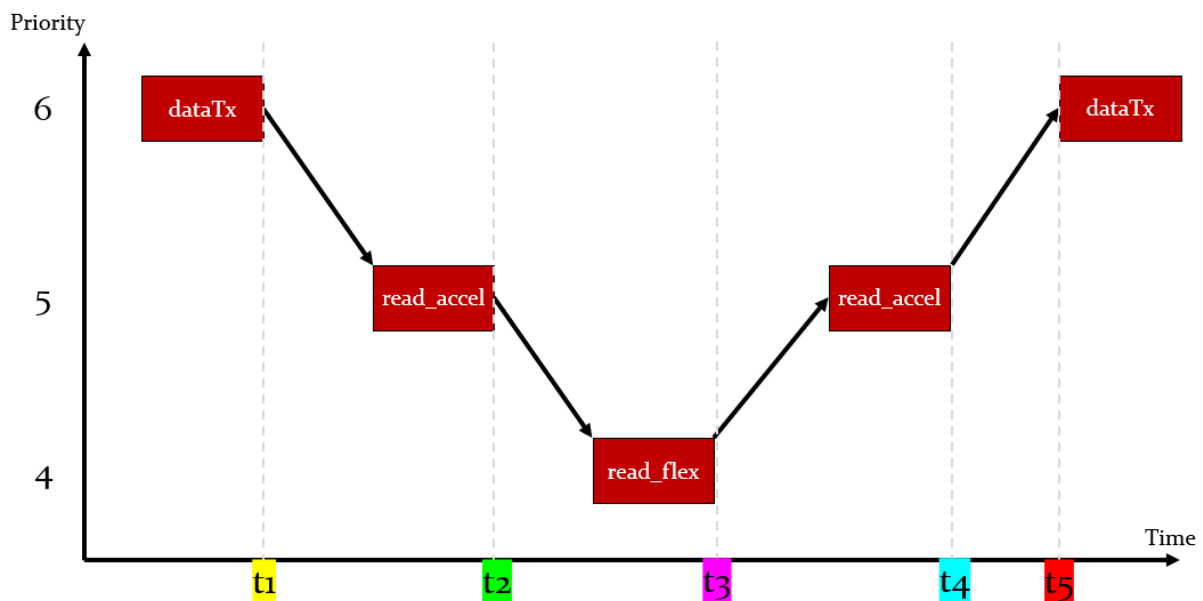 Priority
6
dataTx
dataTx
5
read_accel
read_accel
4
read_flex
Time
t1
t2
t3
t4
t5